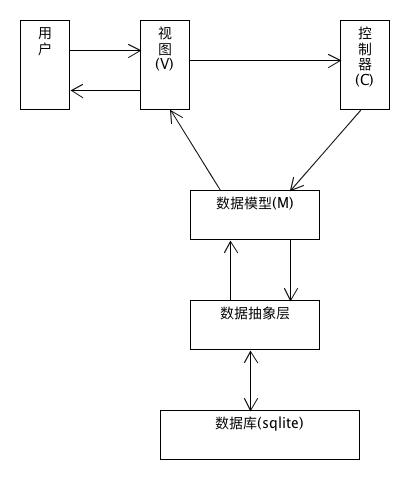 用
户
视
图
(V)
控
制
器
(C)
数据模型(M)
数据抽象层
数据库(sqlite)